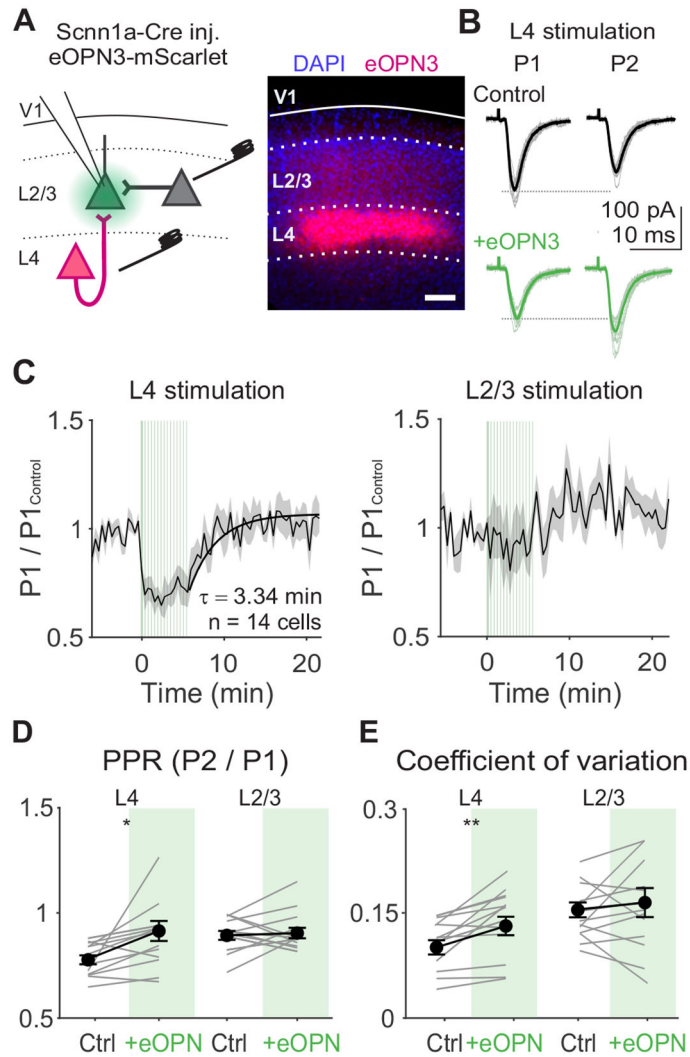 A
Scnn1a-Cre inj.
eOPN3-mScarlet
V1
L2/3
L4
DAPI eOPN3
V1
L2/3
L4
B
L4 stimulation
P1 P2
Control
100 pA
10 ms
+eOPN3
C
L4 stimulation
1.5
1
0.5
P1 / P1Control
τ = 3.34 min
n = 14 cells
0 10 20
Time (min)
L2/3 stimulation
1.5
1
0.5
P1 / P1Control
0 10 20
Time (min)
D
PPR (P2 / P1)
1.5
1
0.5
L4 L2/3
*
Ctrl +eOPN Ctrl +eOPN
E
Coefficient of variation
0.3
0.15
0
L4 L2/3
**
Ctrl +eOPN Ctrl +eOPN